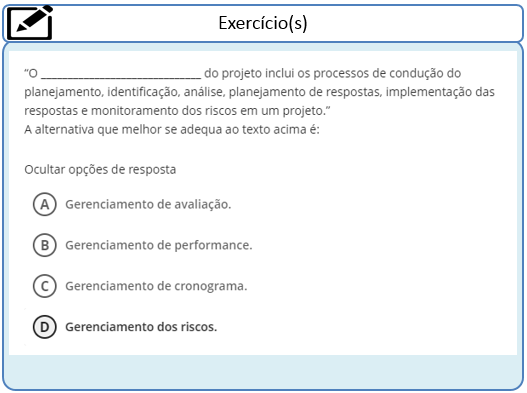 Exercício(s)
“O ______________________________ do projeto inclui os processos de condução do
planejamento, identificação, análise, planejamento de respostas, implementação das
respostas e monitoramento dos riscos em um projeto.”
A alternativa que melhor se adequa ao texto acima é:
Ocultar opções de resposta
A Gerenciamento de avaliação.
B Gerenciamento de performance.
C Gerenciamento de cronograma.
D Gerenciamento dos riscos.